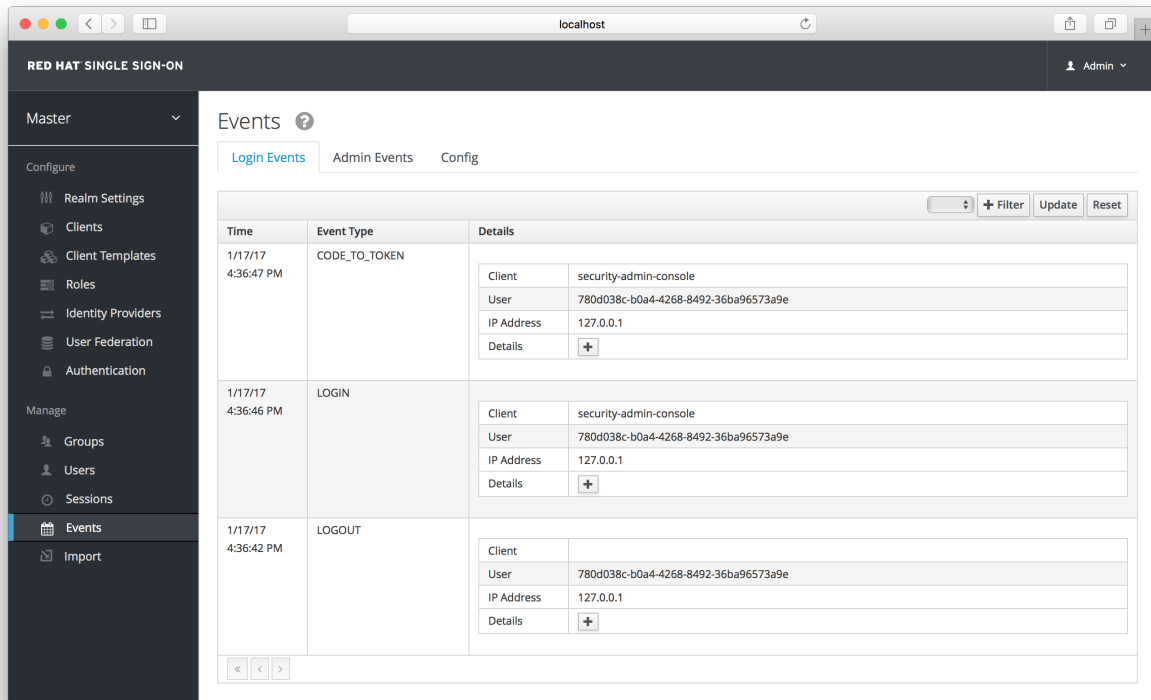 localhost
RED HAT SINGLE SIGN-ON
Admin
Master
Configure
Realm Settings
Clients
Client Templates
Roles
Identity Providers
User Federation
Authentication
Manage
Groups
Users
Sessions
Events
Import
Events ?
Login Events Admin Events Config
+ Filter Update Reset
Time Event Type Details
1/17/17
4:36:47 PM
CODE_TO_TOKEN
Client security-admin-console
User 780d038c-b0a4-4268-8492-36ba96573a9e
IP Address 127.0.0.1
Details +
1/17/17
4:36:46 PM
LOGIN
Client security-admin-console
User 780d038c-b0a4-4268-8492-36ba96573a9e
IP Address 127.0.0.1
Details +
1/17/17
4:36:42 PM
LOGOUT
Client
User 780d038c-b0a4-4268-8492-36ba96573a9e
IP Address 127.0.0.1
Details +
« ‹ ›